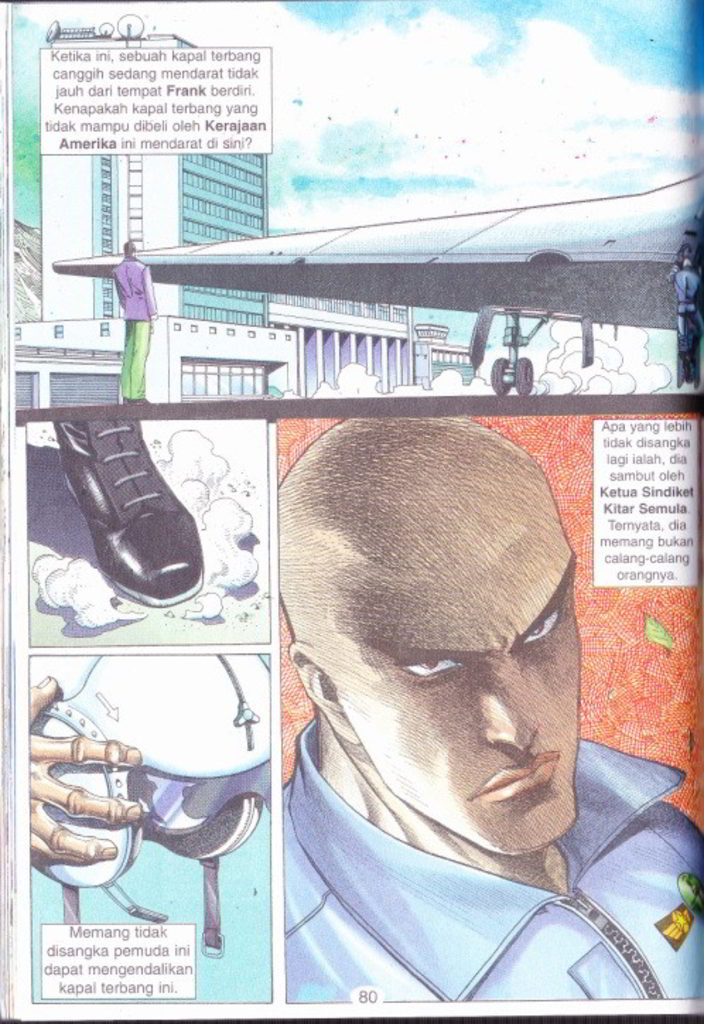 Ketika ini, sebuah kapal terbang
canggih sedang mendarat tidak
jauh dari tempat Frank berdiri.
Kenapakah kapal terbang yang
tidak mampu dibeli oleh Kerajaan
Amerika ini mendarat di sini?
Apa yang lebih
tidak disangka
lagi ialah, dia
sambut oleh
Ketua Sindiket
Kitar Semula.
Ternyata, dia
memang bukan
calang-calang
orangnya.
Memang tidak
disangka pemuda ini
dapat mengendalikan
kapal terbang ini.
80